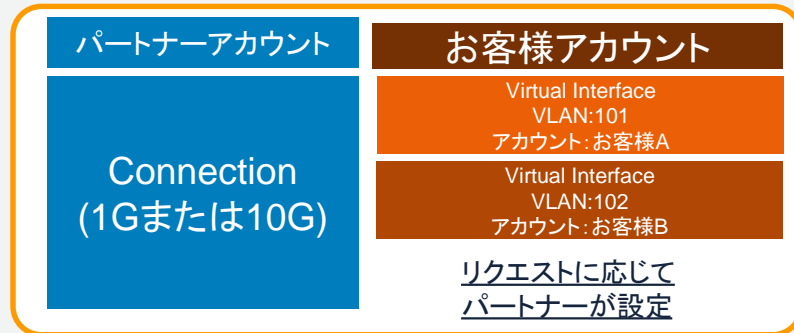 パートナーアカウント
お客様アカウント
Connection
(1Gまたは10G)
Virtual Interface
VLAN:101
アカウント：お客様A
Virtual Interface
VLAN:102
アカウント：お客様B
リクエストに応じて
パートナーが設定